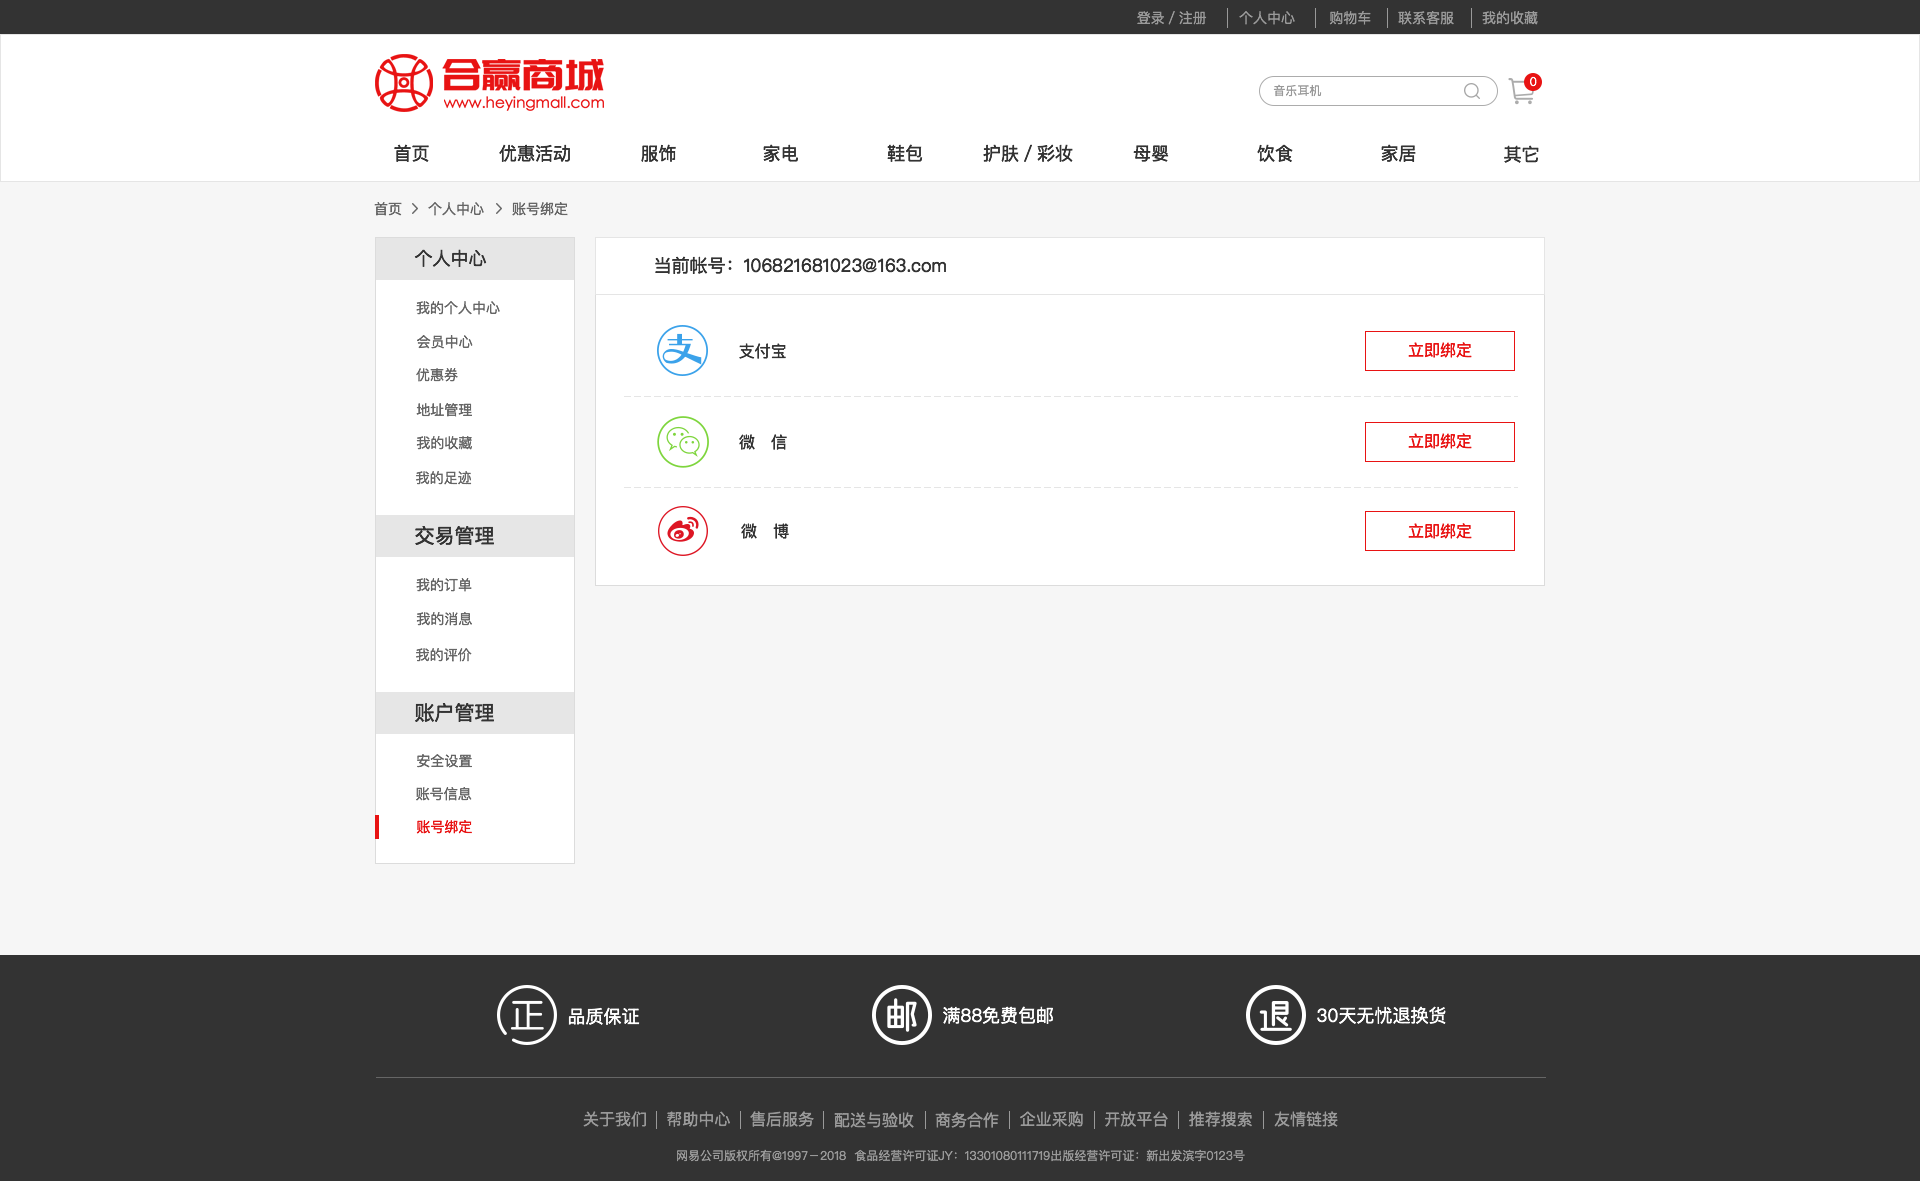 登录 / 注册 个人中心 购物车 联系客服 我的收藏
合赢商城
www.heyingmall.com
音乐耳机
0
首页 优惠活动 服饰 家电 鞋包 护肤 / 彩妆 母婴 饮食 家居 其它
首页 > 个人中心 > 账号绑定
个人中心
我的个人中心
会员中心
优惠券
地址管理
我的收藏
我的足迹
交易管理
我的订单
我的消息
我的评价
账户管理
安全设置
账号信息
账号绑定
当前帐号：106821681023@163.com
支 支付宝 立即绑定
微 信 立即绑定
微 博 立即绑定
正 品质保证
邮 满88免费包邮
退 30天无忧退换货
关于我们 帮助中心 售后服务 配送与验收 商务合作 企业采购 开放平台 推荐搜索 友情链接
网易公司版权所有@1997－2018 食品经营许可证JY：13301080111719出版经营许可证：新出发滨字0123号